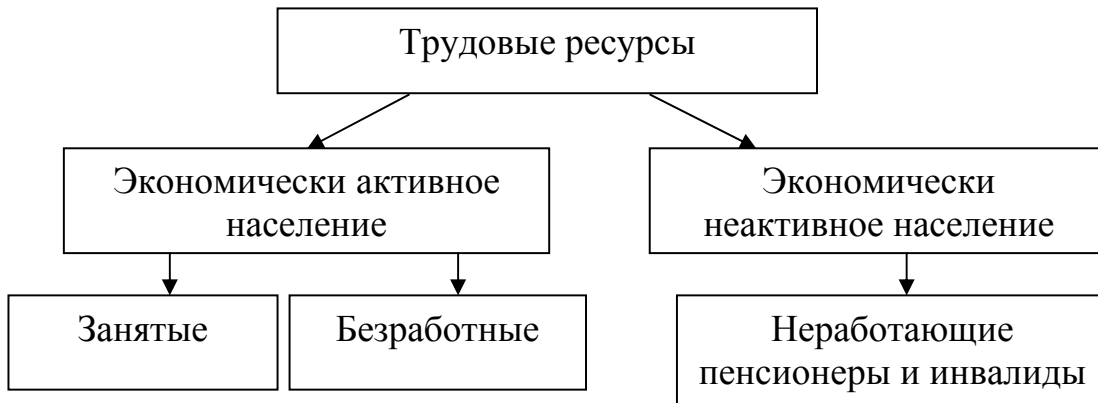 Трудовые ресурсы
Экономически активное
население
Экономически
неактивное население
Занятые
Безработные
Неработающие
пенсионеры и инвалиды